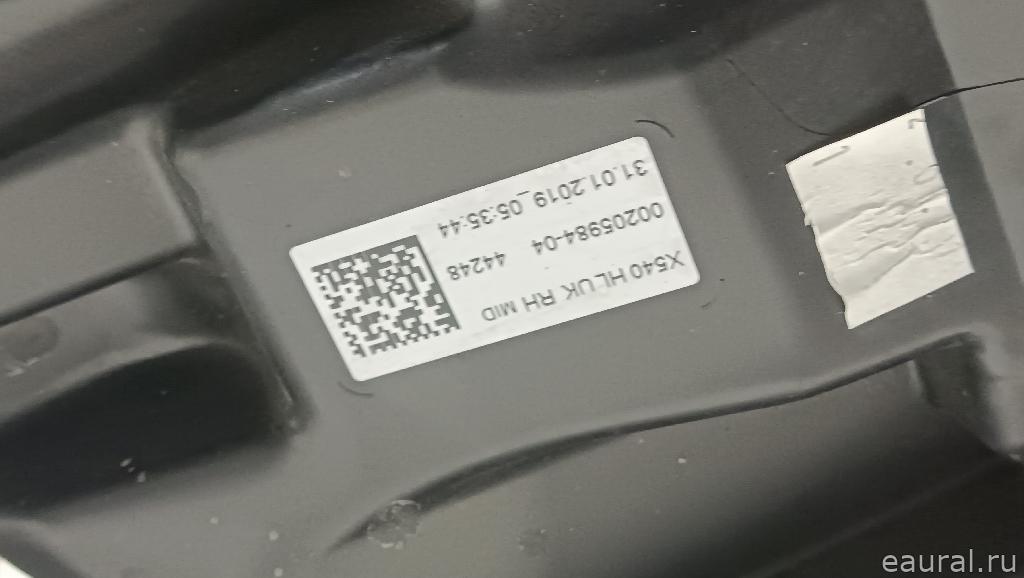 X540 HL UK RH MID
00205984-04 44248
31.01.2019_05:35:44
eaural.ru